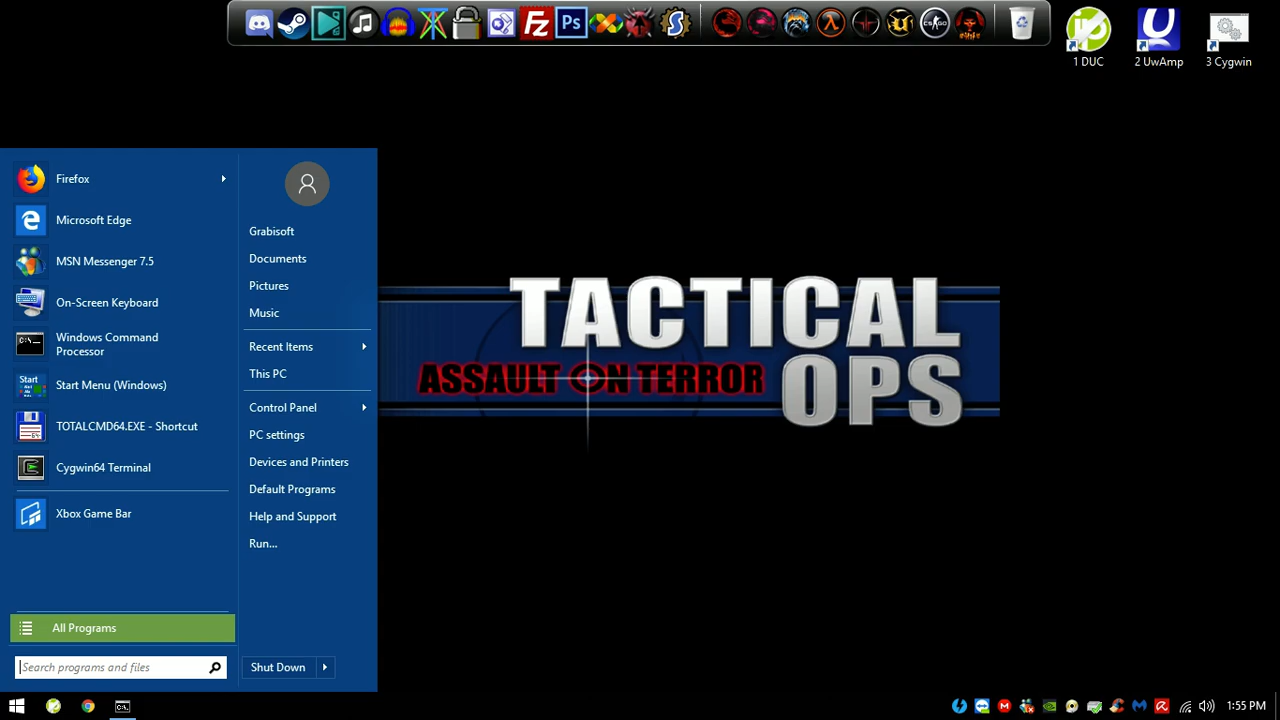 Ps
CS:GO
1 DUC
2 UwAmp
3 Cygwin
Firefox
Microsoft Edge
MSN Messenger 7.5
On-Screen Keyboard
Windows Command
Processor
Start Menu (Windows)
TOTALCMD64.EXE - Shortcut
Cygwin64 Terminal
Xbox Game Bar
All Programs
Search programs and files
Grabisoft
Documents
Pictures
Music
Recent Items
This PC
Control Panel
PC settings
Devices and Printers
Default Programs
Help and Support
Run...
Shut Down
TACTICAL
ASSAULT ON TERROR
OPS
1:55 PM